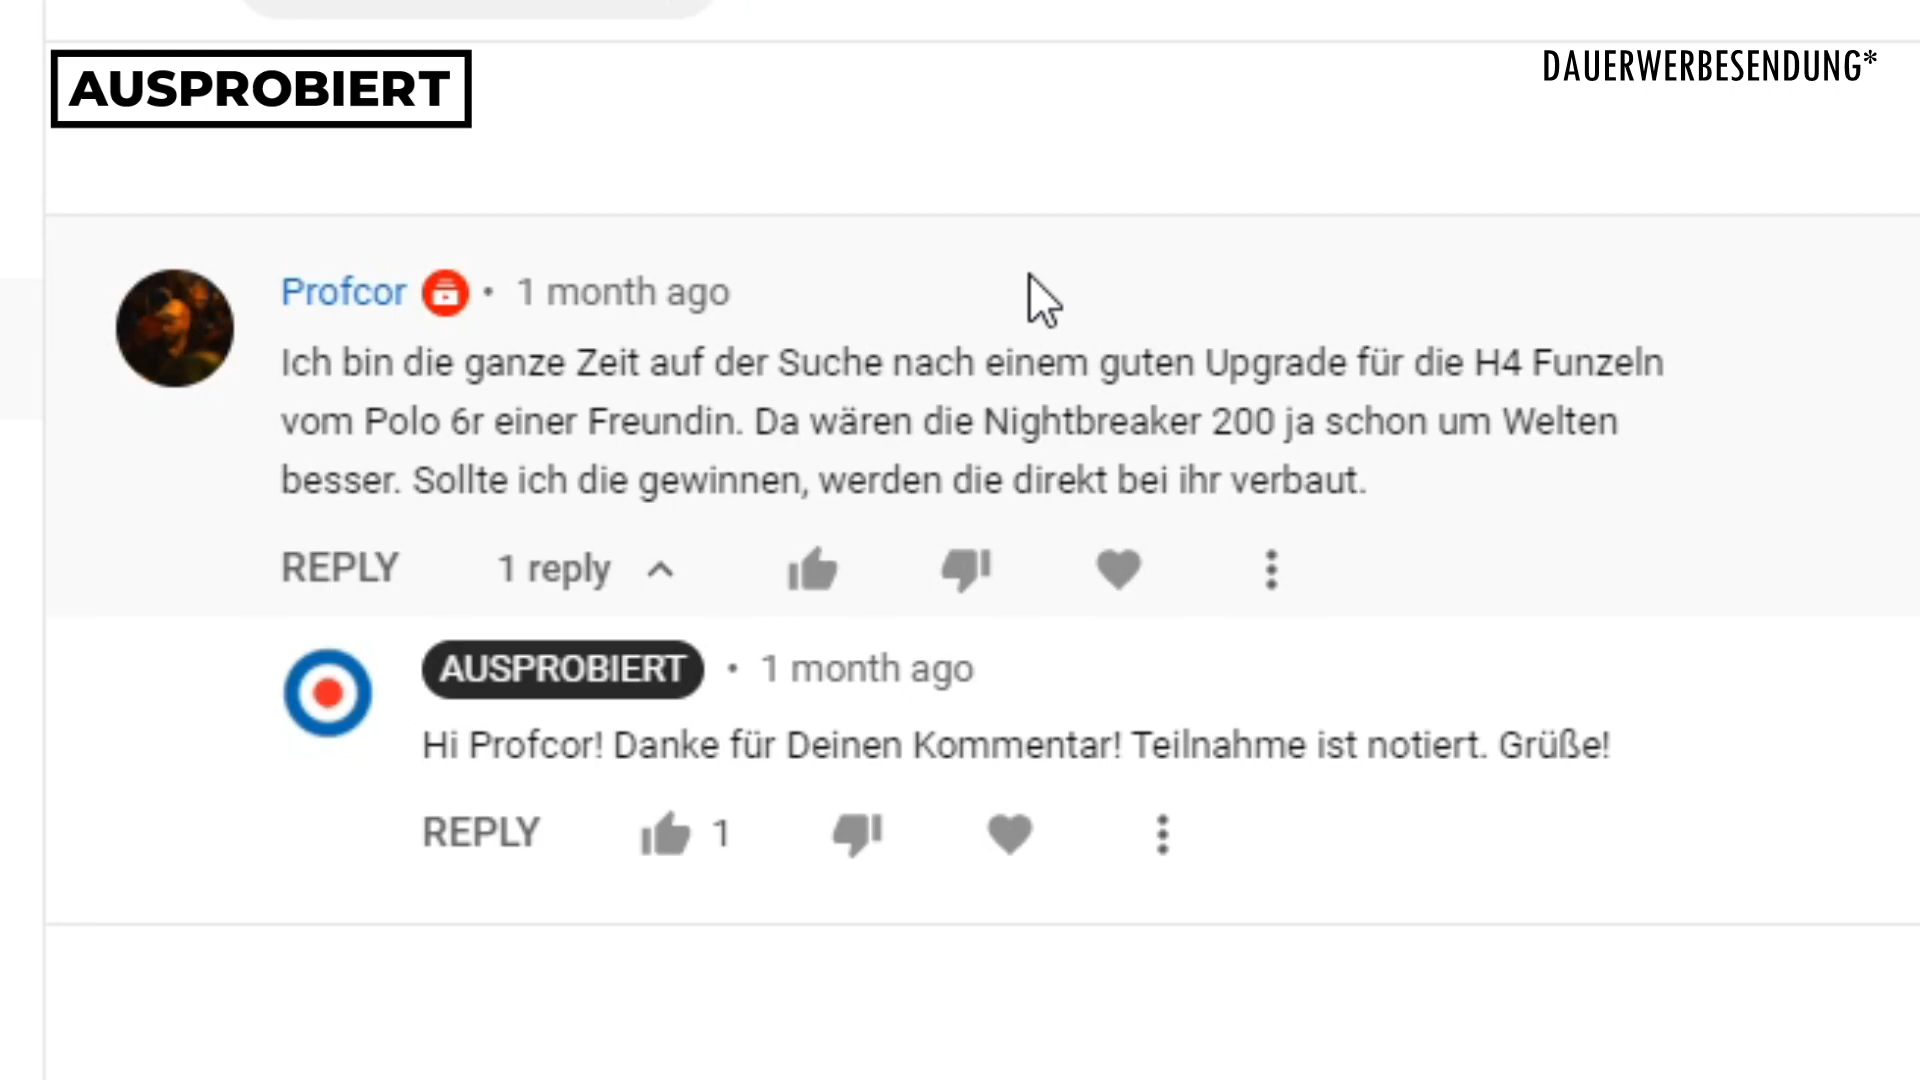 AUSPROBIERT
DAUERWERBESENDUNG*
Profcor • 1 month ago
Ich bin die ganze Zeit auf der Suche nach einem guten Upgrade für die H4 Funzeln
vom Polo 6r einer Freundin. Da wären die Nightbreaker 200 ja schon um Welten
besser. Sollte ich die gewinnen, werden die direkt bei ihr verbaut.
REPLY 1 reply
AUSPROBIERT • 1 month ago
Hi Profcor! Danke für Deinen Kommentar! Teilnahme ist notiert. Grüße!
REPLY 1